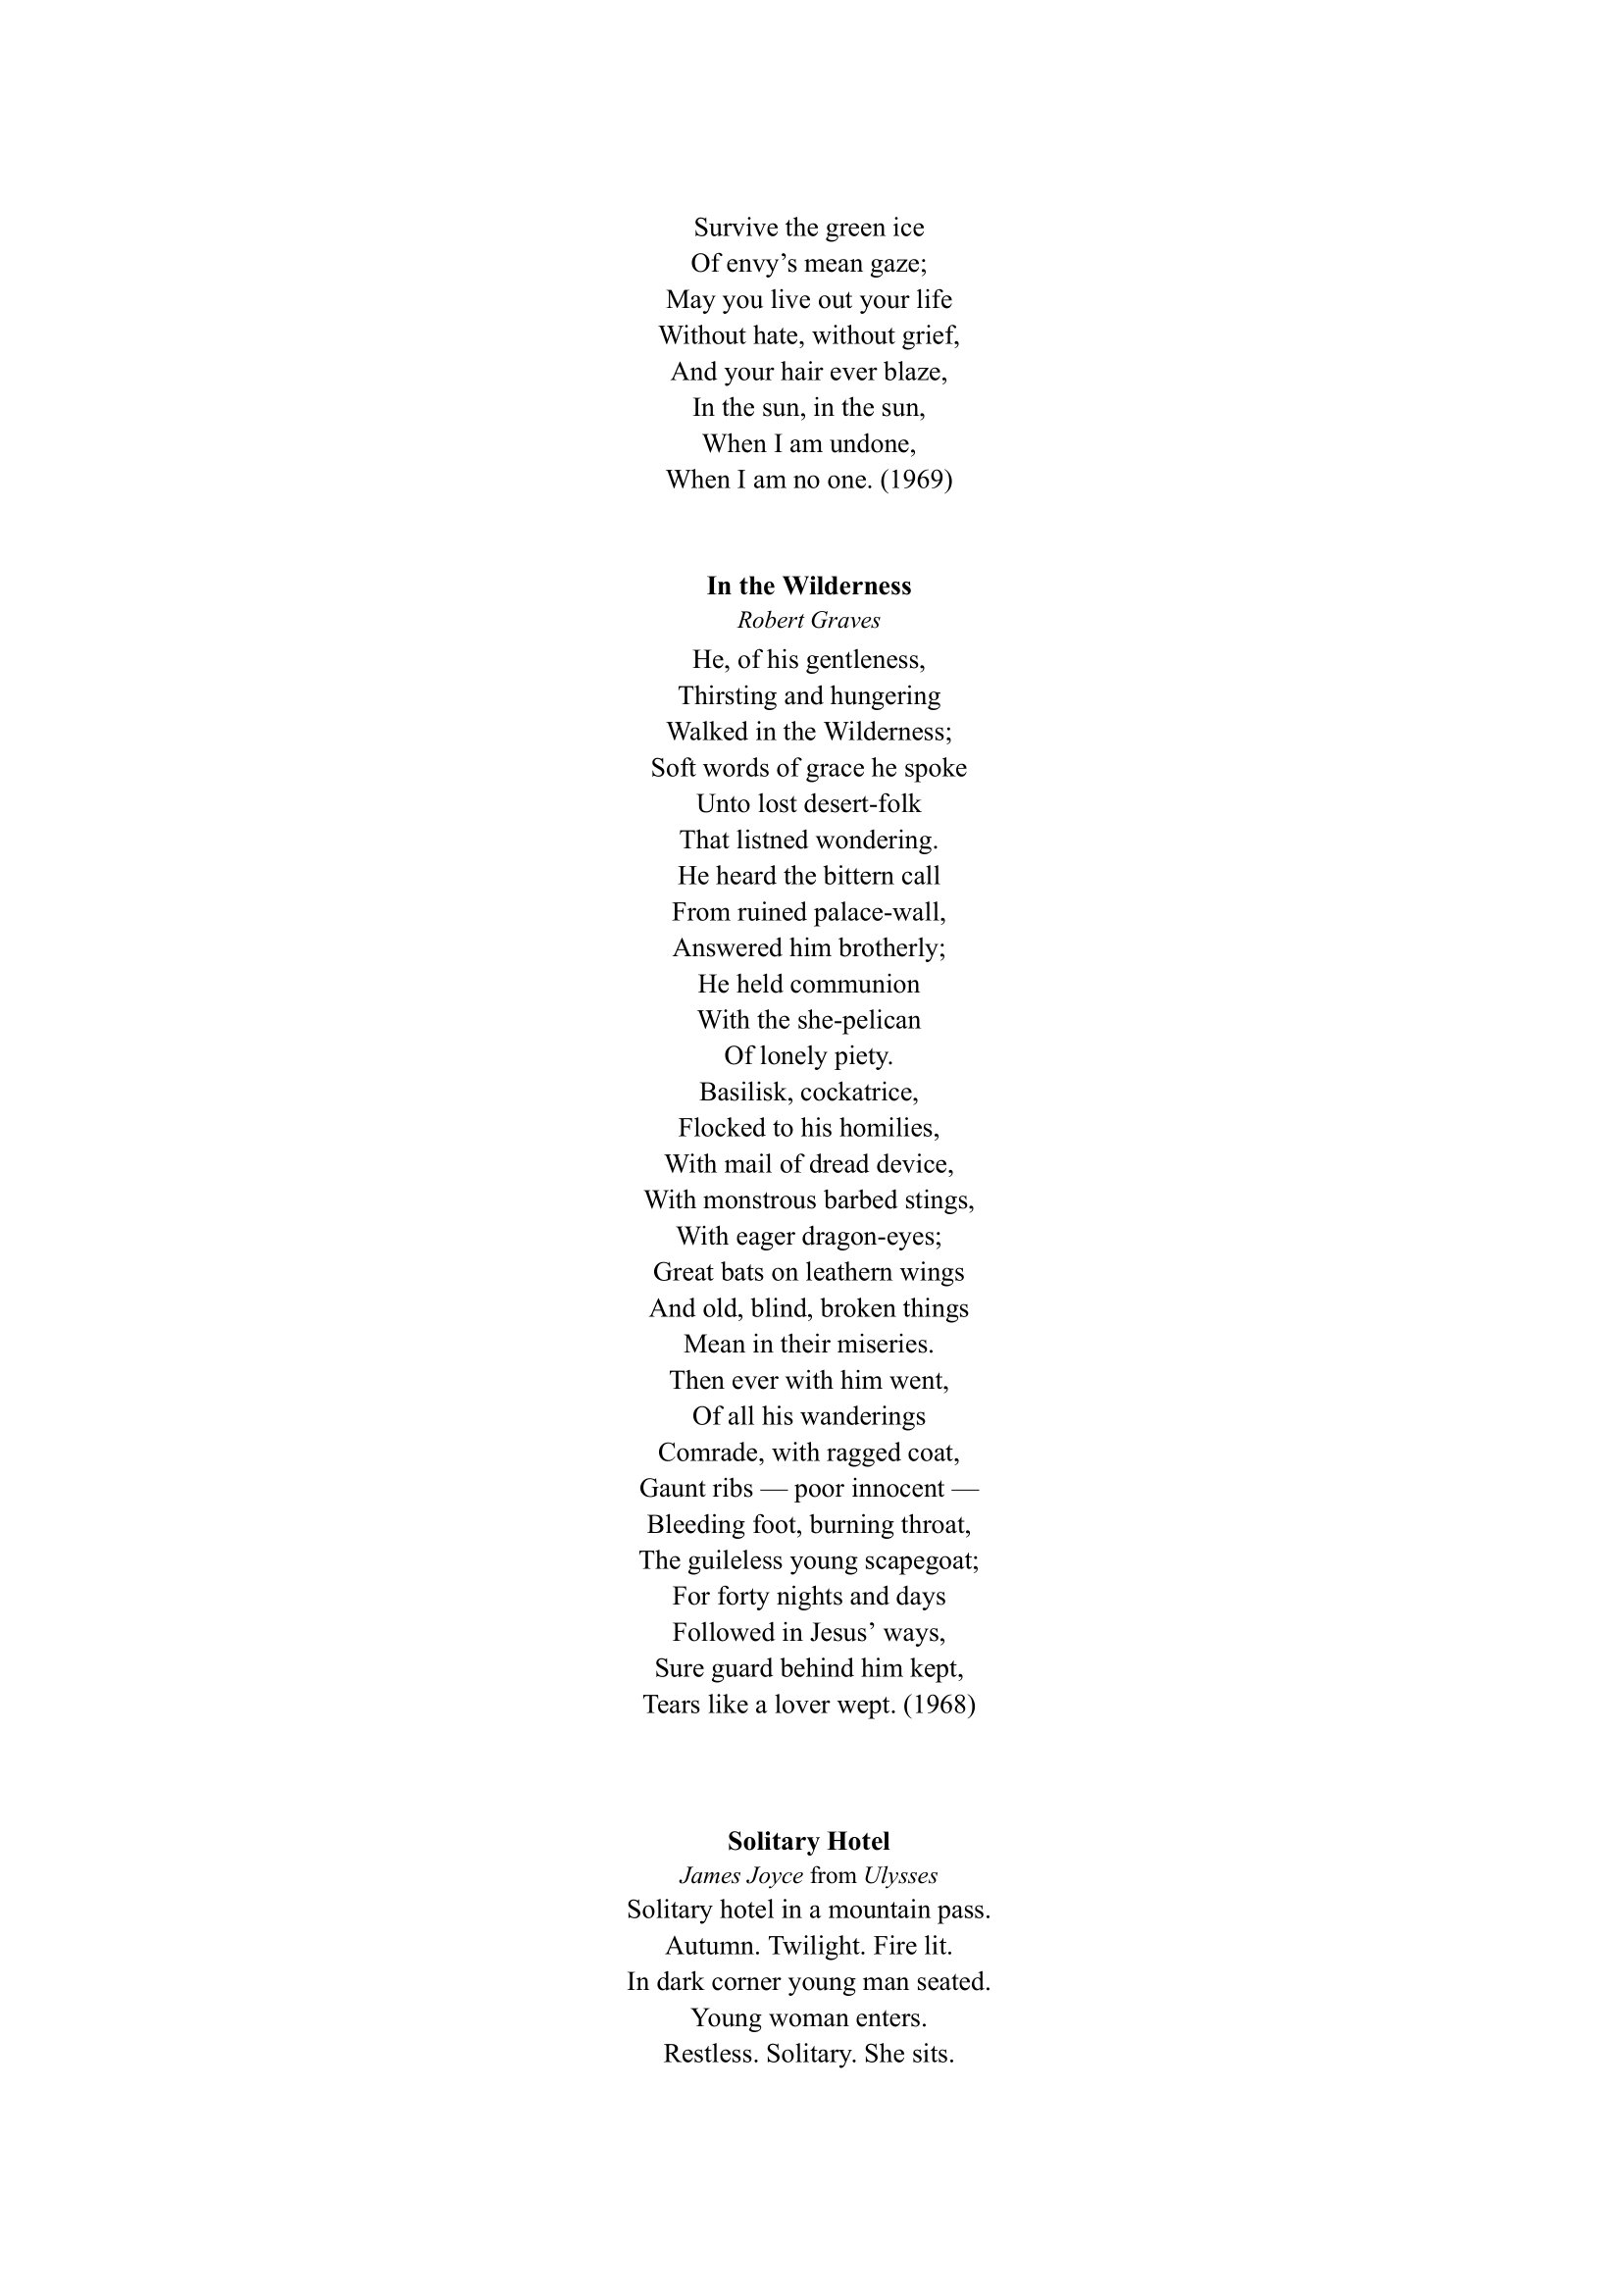 Survive the green ice
Of envy’s mean gaze;
May you live out your life
Without hate, without grief,
And your hair ever blaze,
In the sun, in the sun,
When I am undone,
When I am no one. (1969)
In the Wilderness
Robert Graves
He, of his gentleness,
Thirsting and hungering
Walked in the Wilderness;
Soft words of grace he spoke
Unto lost desert-folk
That listned wondering.
He heard the bittern call
From ruined palace-wall,
Answered him brotherly;
He held communion
With the she-pelican
Of lonely piety.
Basilisk, cockatrice,
Flocked to his homilies,
With mail of dread device,
With monstrous barbed stings,
With eager dragon-eyes;
Great bats on leathern wings
And old, blind, broken things
Mean in their miseries.
Then ever with him went,
Of all his wanderings
Comrade, with ragged coat,
Gaunt ribs — poor innocent —
Bleeding foot, burning throat,
The guileless young scapegoat;
For forty nights and days
Followed in Jesus’ ways,
Sure guard behind him kept,
Tears like a lover wept. (1968)
Solitary Hotel
James Joyce from Ulysses
Solitary hotel in a mountain pass.
Autumn. Twilight. Fire lit.
In dark corner young man seated.
Young woman enters.
Restless. Solitary. She sits.